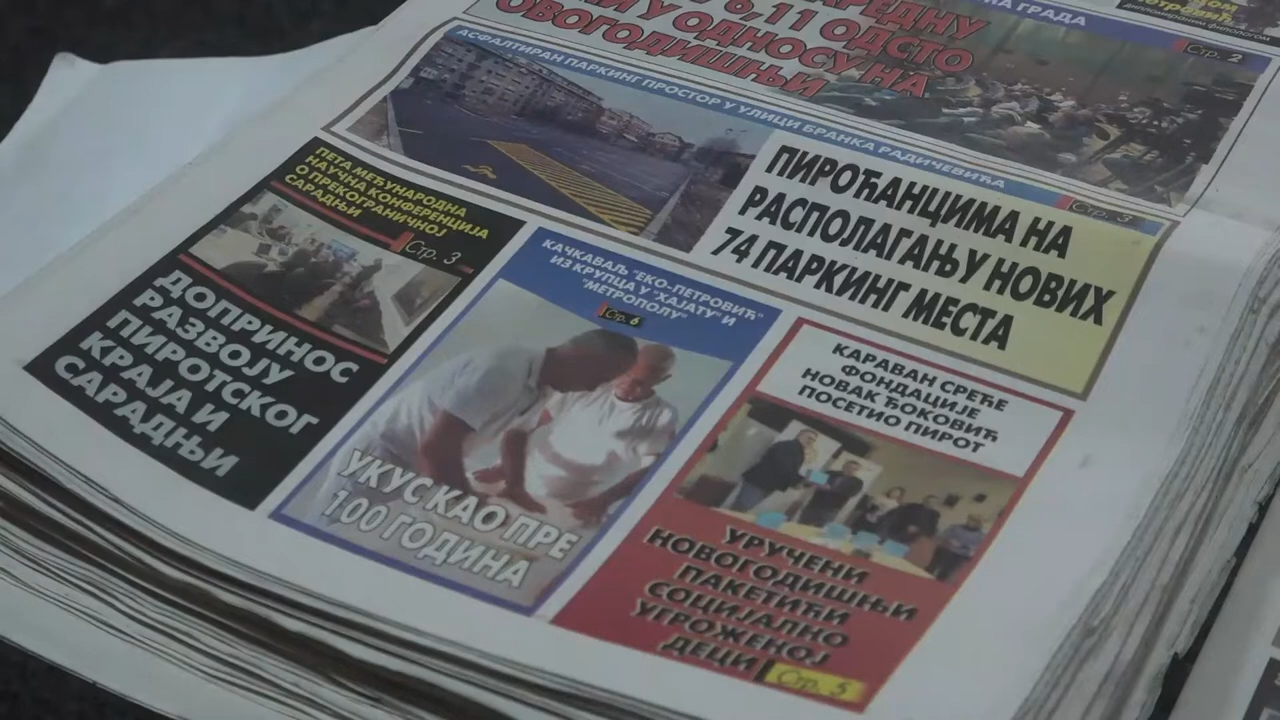 НА ГРАДА
Стр. 2
6,11 ОДСТО
У ОДНОСУ НА
ОВОГОДИШЊИ
АСФАЛТИРАН ПАРКИНГ ПРОСТОР У УЛИЦИ БРАНКА РАДИЧЕВИЋА
Стр. 3
ПИРОЋАНЦИМА НА
РАСПОЛАГАЊУ НОВИХ
74 ПАРКИНГ МЕСТА
ПЕТА МЕЂУНАРОДНА
НАУЧНА КОНФЕРЕНЦИЈА
О ПРЕКОГРАНИЧНОЈ
САРАДЊИ
Стр. 3
ДОПРИНОС
РАЗВОЈУ
ПИРОТСКОГ
КРАЈА И
САРАДЊИ
КАЧКАВАЉ "ЕКО-ПЕТРОВИЋ"
ИЗ КРУПЦА У "ХАЈАТУ" И
"МЕТРОПОЛУ"
Стр. 6
УКУС КАО ПРЕ
100 ГОДИНА
КАРАВАН СРЕЋЕ
ФОНДАЦИЈЕ
НОВАК ЂОКОВИЋ
ПОСЕТИО ПИРОТ
УРУЧЕНИ
НОВОГОДИШЊИ
ПАКЕТИЋИ
СОЦИЈАЛНО
УГРОЖЕНОЈ
ДЕЦИ
Стр. 5